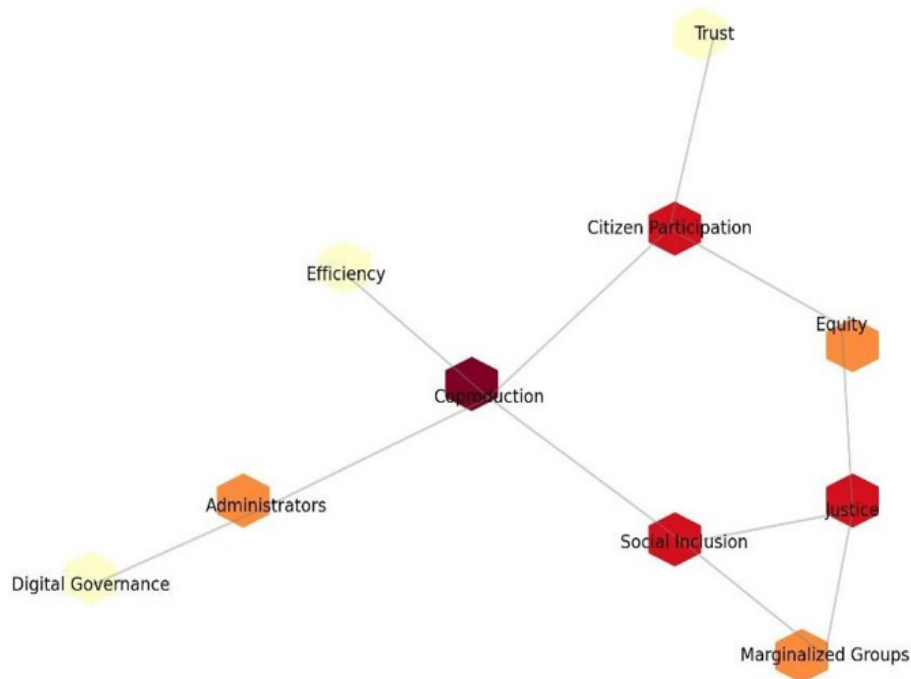 Trust
Citizen Participation
Efficiency
Equity
Coproduction
Administrators
Justice
Social Inclusion
Digital Governance
Marginalized Groups